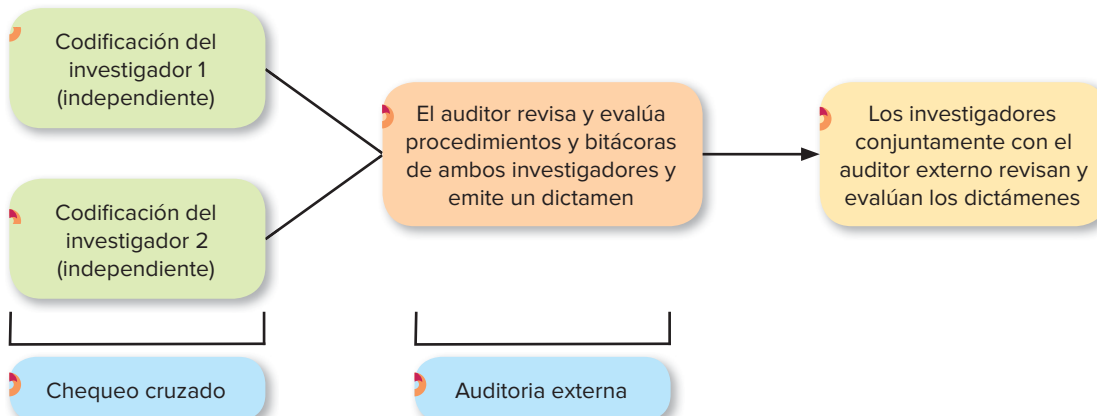 Codificación del
investigador 1
(independiente)
Codificación del
investigador 2
(independiente)
El auditor revisa y evalúa
procedimientos y bitácoras
de ambos investigadores y
emite un dictamen
Los investigadores
conjuntamente con el
auditor externo revisan y
evalúan los dictámenes
Chequeo cruzado
Auditoria externa